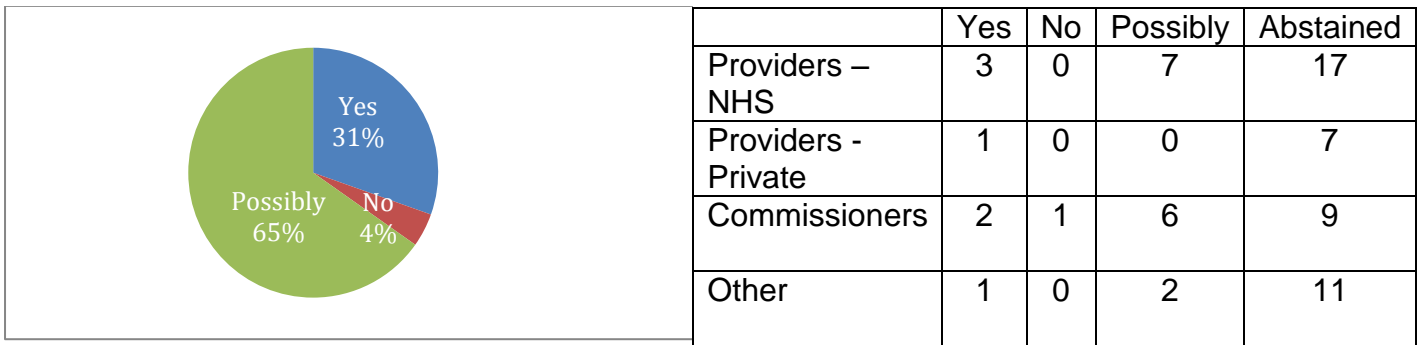 Yes
31%
Possibly
65%
No
4%
Yes No Possibly Abstained
Providers – 3 0 7 17
NHS
Providers - 1 0 0 7
Private
Commissioners 2 1 6 9
Other 1 0 2 11